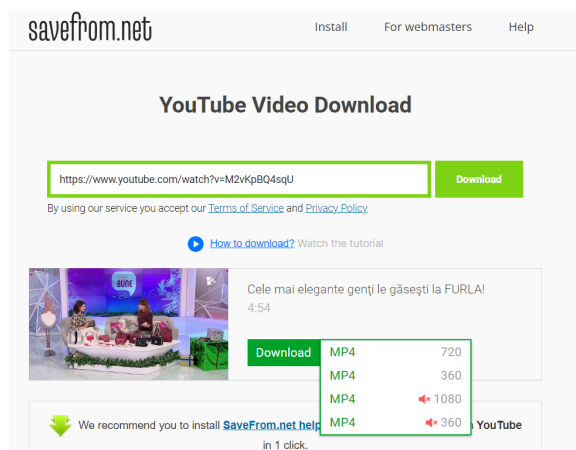 savefrom.net
Install For webmasters Help
YouTube Video Download
https://www.youtube.com/watch?v=M2vKpBQ4sqU
Download
By using our service you accept our Terms of Service and Privacy Policy
How to download? Watch the tutorial
BUNE
Cele mai elegante genți le găsești la FURLA!
4:54
Download
MP4 720
MP4 360
MP4 1080
MP4 360
We recommend you to install SaveFrom.net help YouTube
in 1 click.